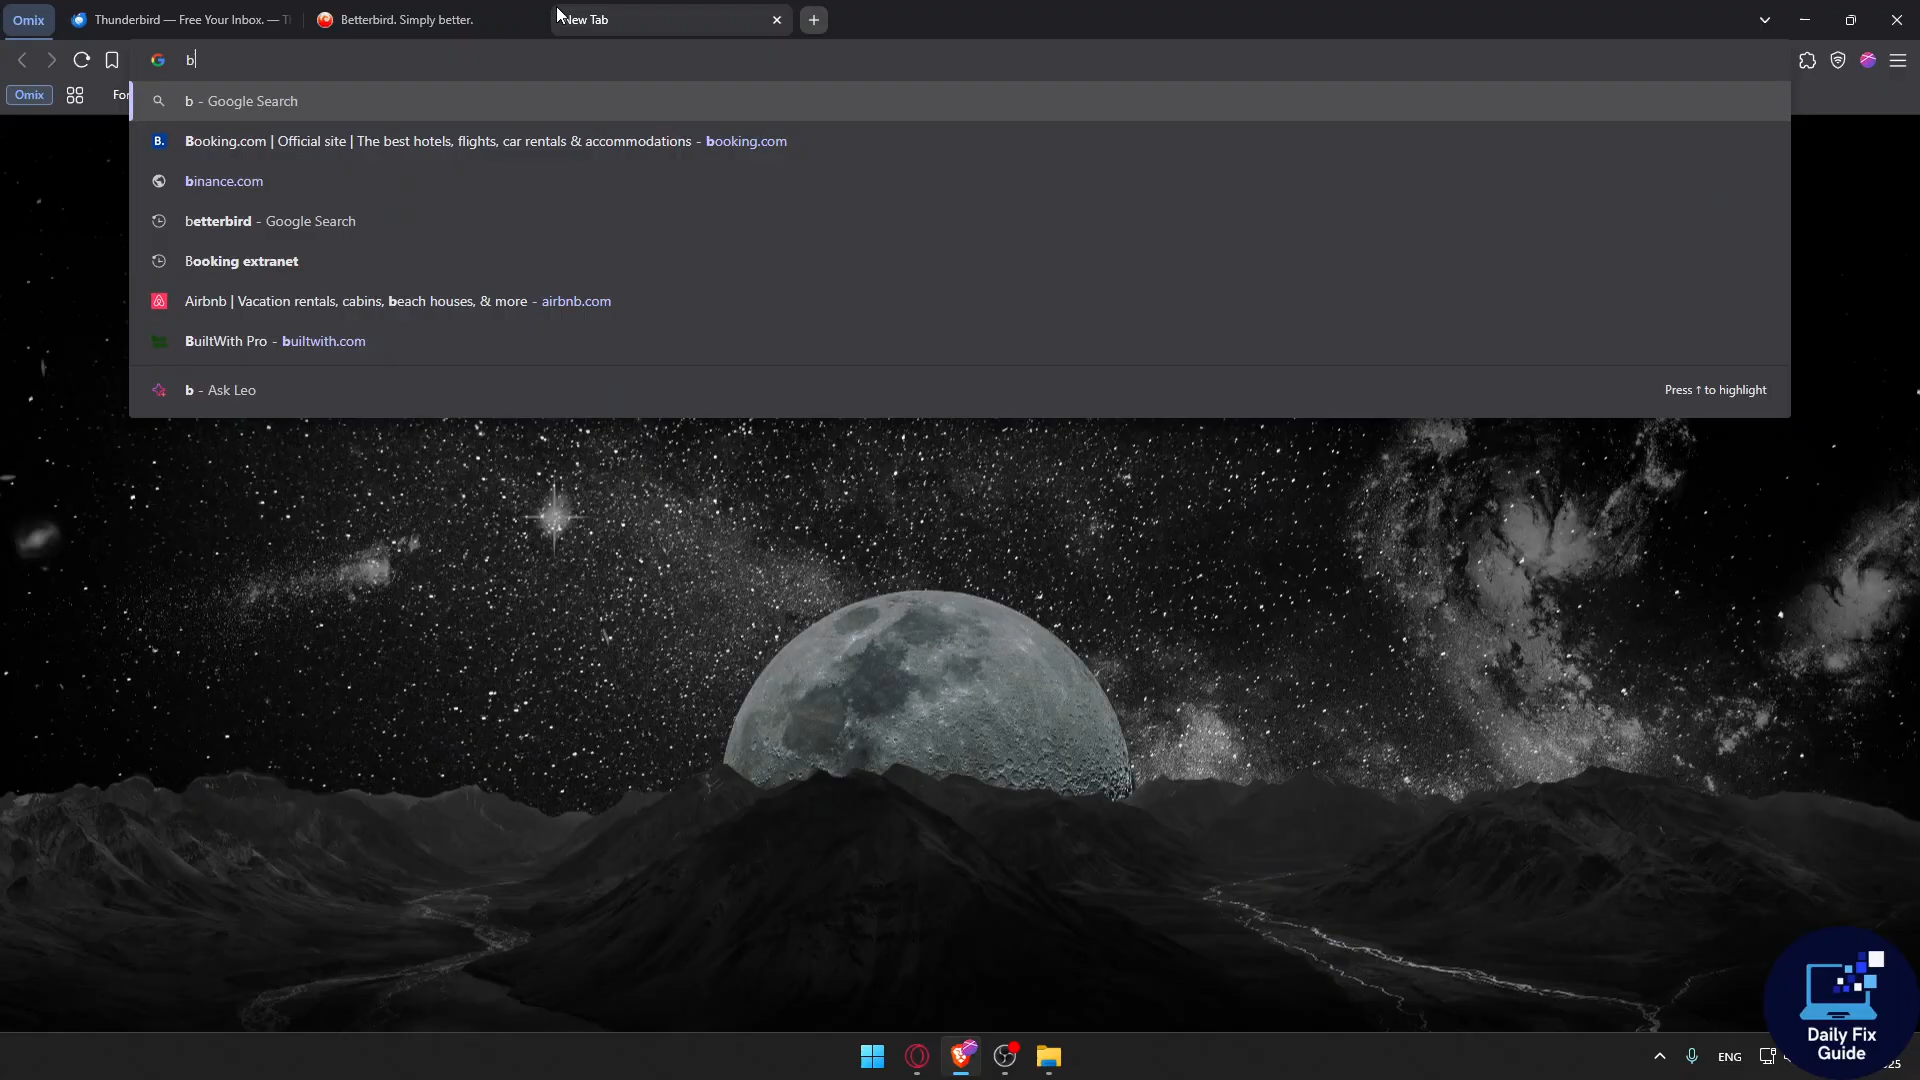 Omix
Thunderbird — Free Your Inbox. —
Betterbird. Simply better.
New Tab
b
Omix
For
b - Google Search
Booking.com | Official site | The best hotels, flights, car rentals & accommodations - booking.com
binance.com
betterbird - Google Search
Booking extranet
Airbnb | Vacation rentals, cabins, beach houses, & more - airbnb.com
BuiltWith Pro - builtwith.com
b - Ask Leo
Press ↑ to highlight
ENG
Daily Fix
Guide